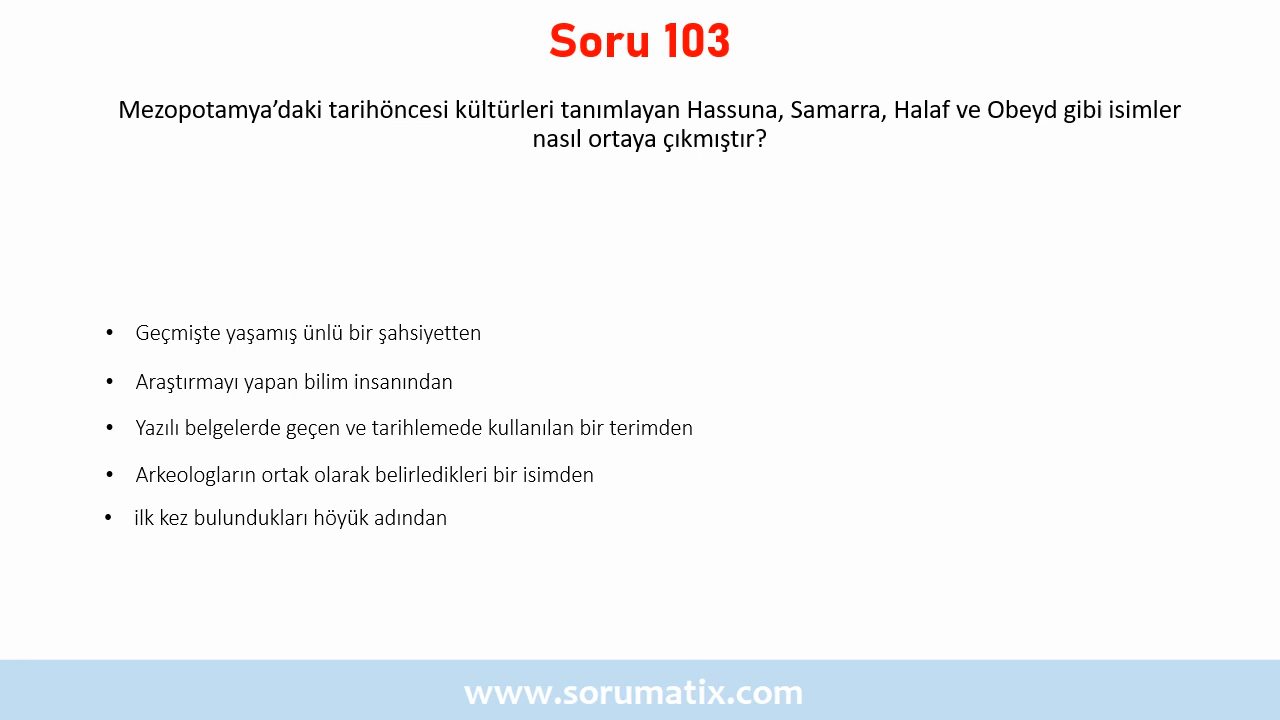 Soru 103
Mezopotamya’daki tarihöncesi kültürleri tanımlayan Hassuna, Samarra, Halaf ve Obeyd gibi isimler
nasıl ortaya çıkmıştır?
• Geçmişte yaşamış ünlü bir şahsiyetten
• Araştırmayı yapan bilim insanından
• Yazılı belgelerde geçen ve tarihlemede kullanılan bir terimden
• Arkeologların ortak olarak belirledikleri bir isimden
• ilk kez bulundukları höyük adından
www.sorumatix.com